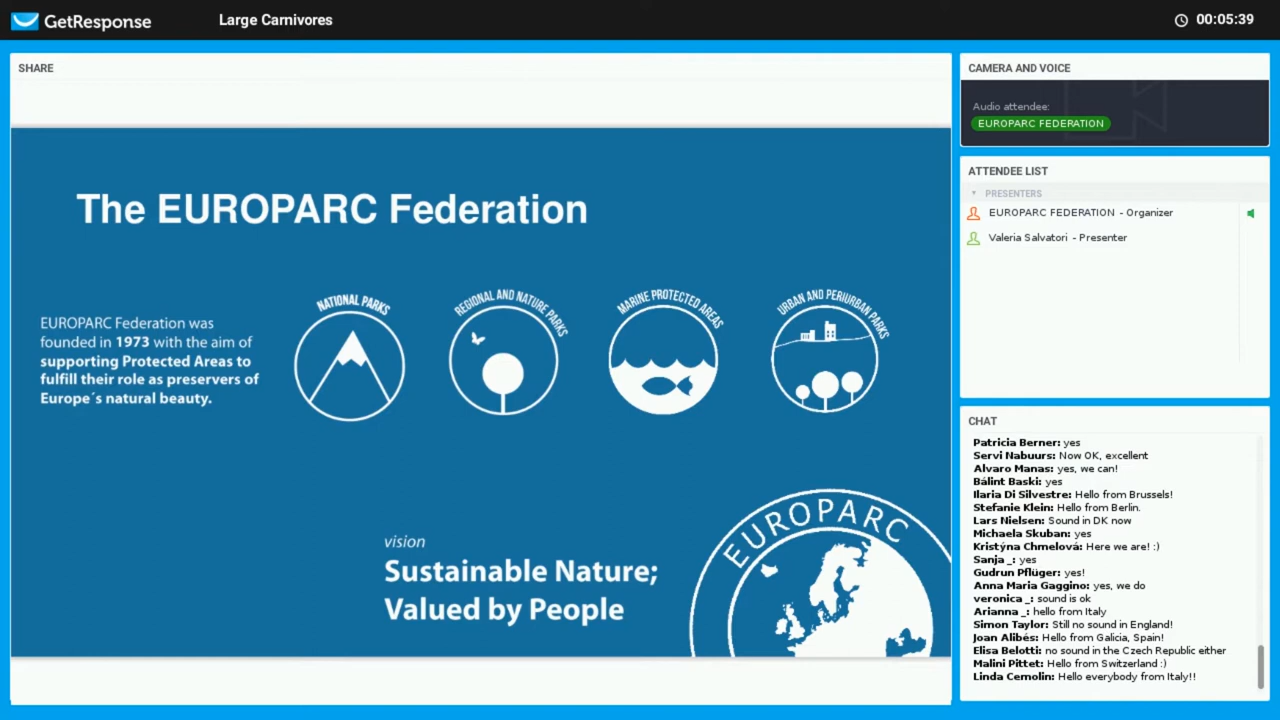 GetResponse
Large Carnivores
00:05:39
SHARE
The EUROPARC Federation
EUROPARC Federation was
founded in 1973 with the aim of
supporting Protected Areas to
fulfill their role as preservers of
Europe´s natural beauty.
NATIONAL PARKS
REGIONAL AND NATURE PARKS
MARINE PROTECTED AREAS
URBAN AND PERIURBAN PARKS
vision
Sustainable Nature;
Valued by People
EUROPARC
CAMERA AND VOICE
Audio attendee:
EUROPARC FEDERATION
ATTENDEE LIST
PRESENTERS
EUROPARC FEDERATION - Organizer
Valeria Salvatori - Presenter
CHAT
Patricia Berner: yes
Servi Nabuurs: Now OK, excellent
Alvaro Manas: yes, we can!
Bálint Baski: yes
Ilaria Di Silvestre: Hello from Brussels!
Stefanie Klein: Hello from Berlin.
Lars Nielsen: Sound in DK now
Michaela Skuban: yes
Kristýna Chmelová: Here we are! :)
Sanja _: yes
Gudrun Pflüger: yes!
Anna Maria Gaggino: yes, we do
veronica _: sound is ok
Arianna _: hello from Italy
Simon Taylor: Still no sound in England!
Joan Alibés: Hello from Galicia, Spain!
Elisa Belotti: no sound in the Czech Republic either
Malini Pittet: Hello from Switzerland :)
Linda Cemolin: Hello everybody from Italy!!